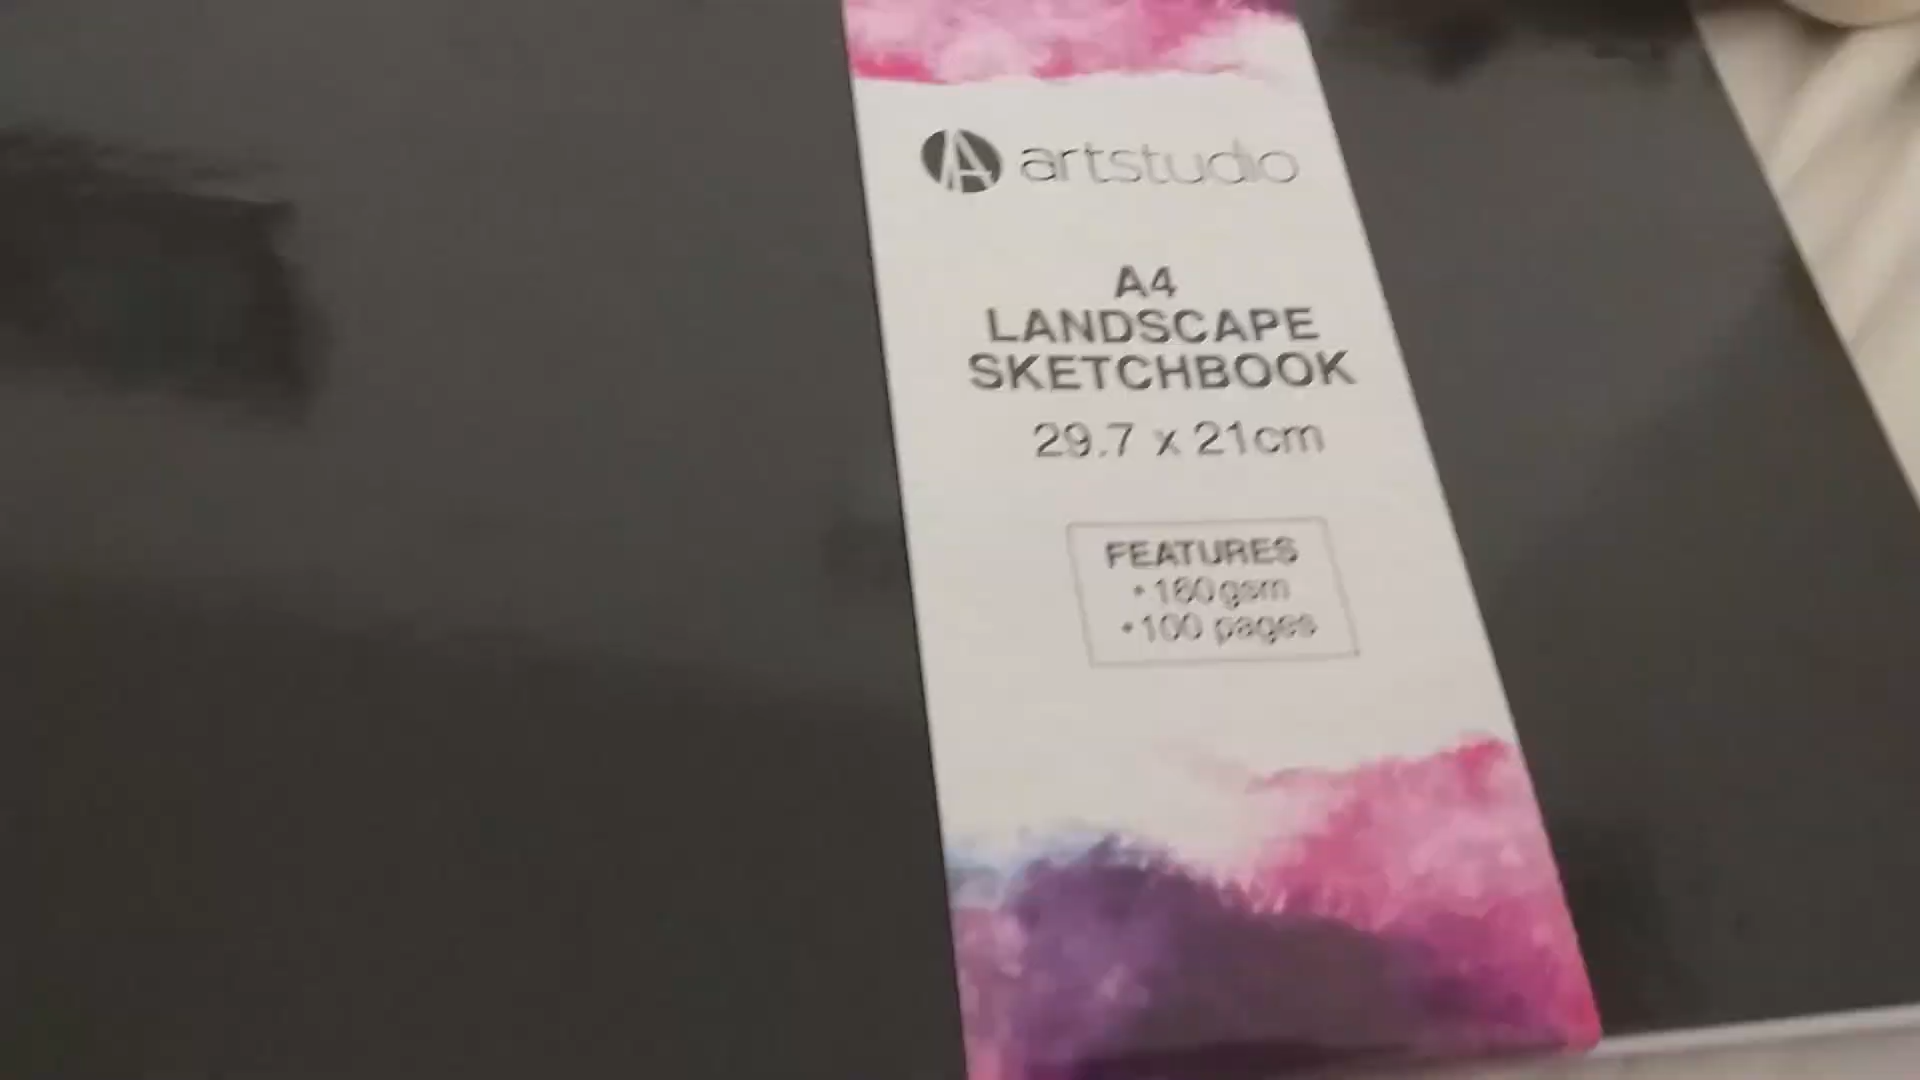 artstudio
A4
LANDSCAPE
SKETCHBOOK
29.7 x 21cm
FEATURES
• 160gsm
• 100 pages